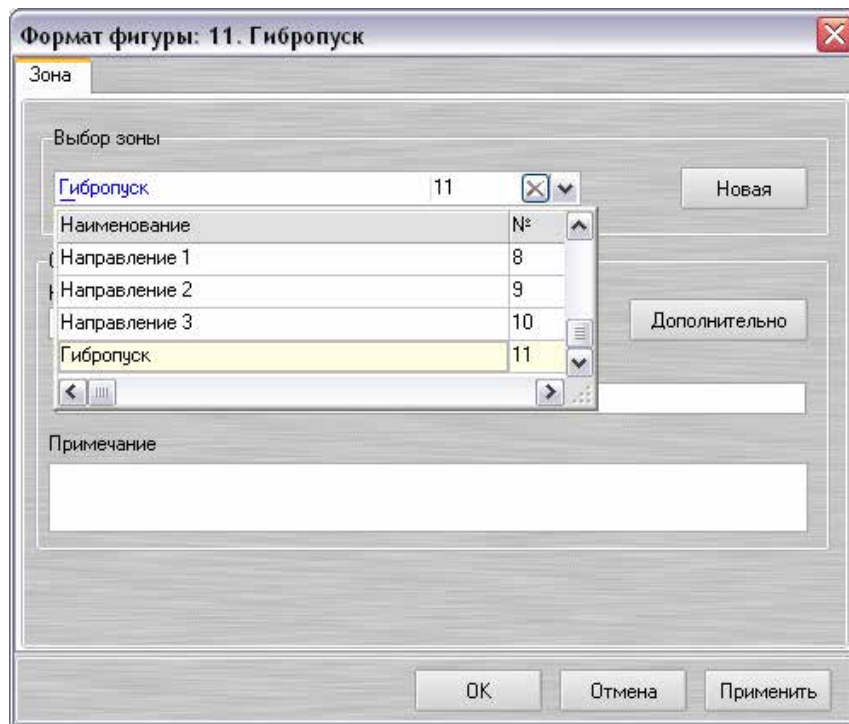 Формат фигуры: 11. Гибропуск
Зона
Выбор зоны
Гибропуск 11
Новая
Наименование №
Направление 1 8
Направление 2 9
Направление 3 10
Гибропуск 11
Дополнительно
Примечание
OK Отмена Применить